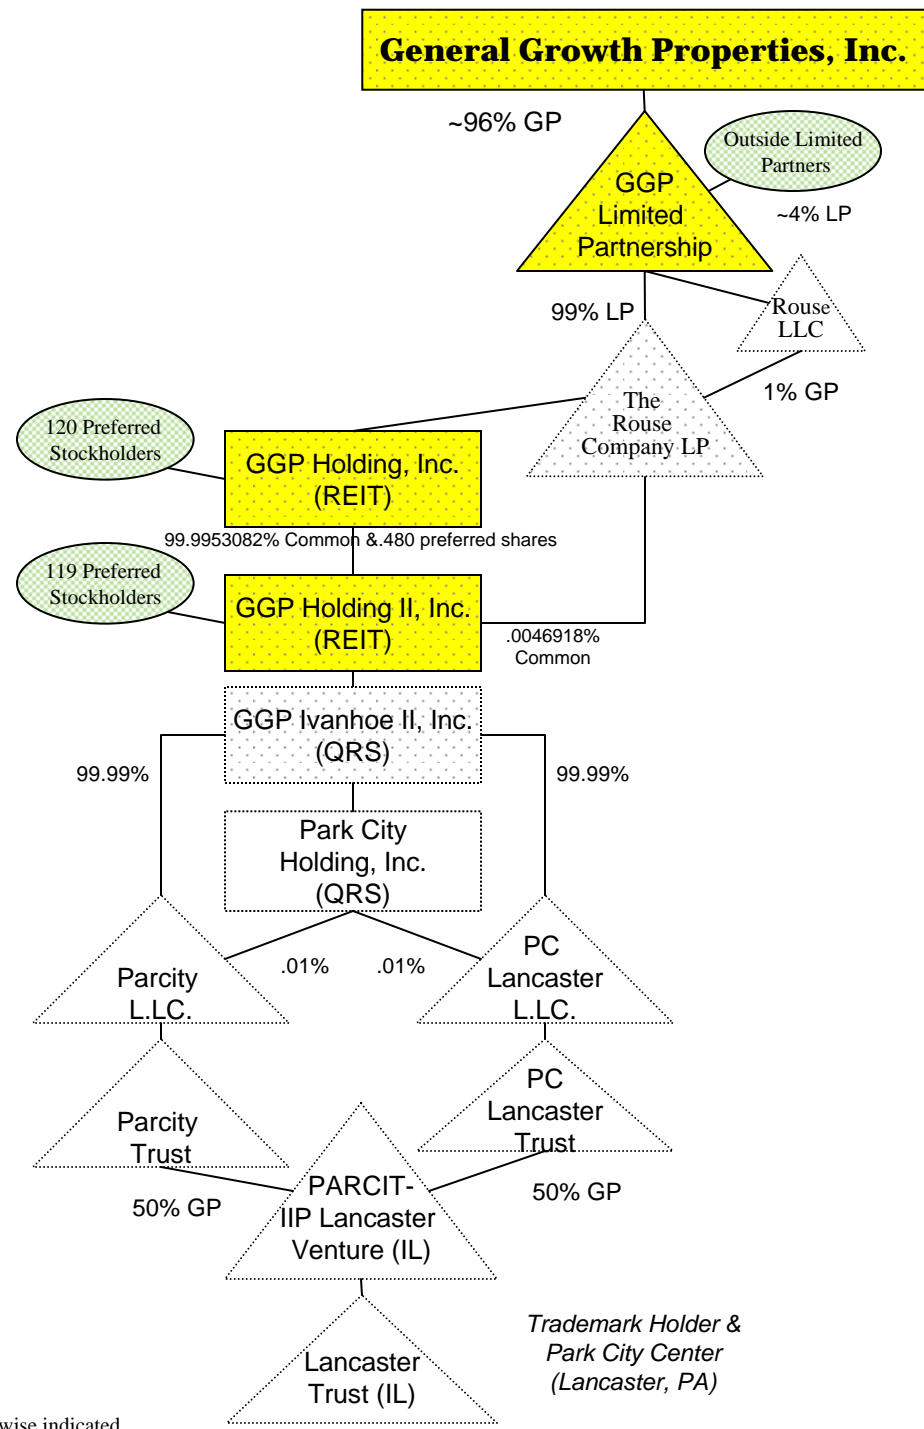 General Growth Properties, Inc.
~96% GP
Outside Limited
Partners
GGP
Limited
Partnership
~4% LP
99% LP
Rouse
LLC
1% GP
The
Rouse
Company LP
120 Preferred
Stockholders
GGP Holding, Inc.
(REIT)
99.9953082% Common &.480 preferred shares
119 Preferred
Stockholders
GGP Holding II, Inc.
(REIT)
.0046918%
Common
GGP Ivanhoe II, Inc.
(QRS)
99.99%
99.99%
Park City
Holding, Inc.
(QRS)
.01%
.01%
Parcity
L.LC.
PC
Lancaster
L.LC.
Parcity
Trust
PC
Lancaster
Trust
50% GP
50% GP
PARCIT-
IIP Lancaster
Venture (IL)
Lancaster
Trust (IL)
Trademark Holder &
Park City Center
(Lancaster, PA)
wise indicated